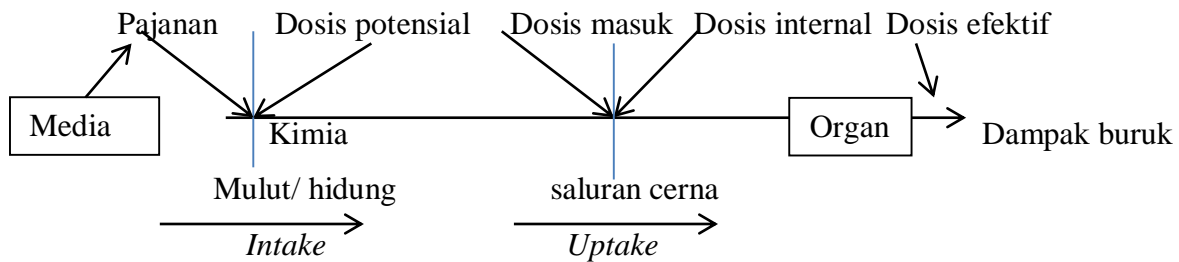 Pajanan Dosis potensial Dosis masuk Dosis internal Dosis efektif
Media Kimia Organ Dampak buruk
Mulut/ hidung saluran cerna
Intake Uptake